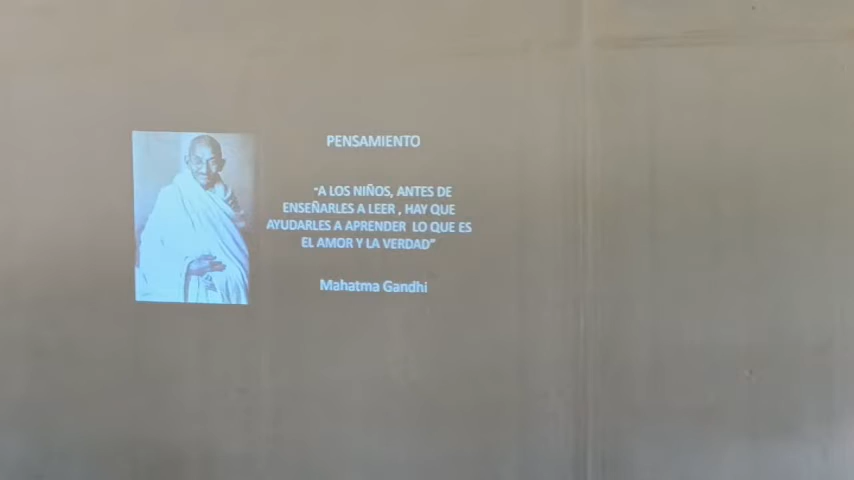 PENSAMIENTO
"A LOS NIÑOS, ANTES DE
ENSEÑARLES A LEER , HAY QUE
AYUDARLES A APRENDER LO QUE ES
EL AMOR Y LA VERDAD"
Mahatma Gandhi